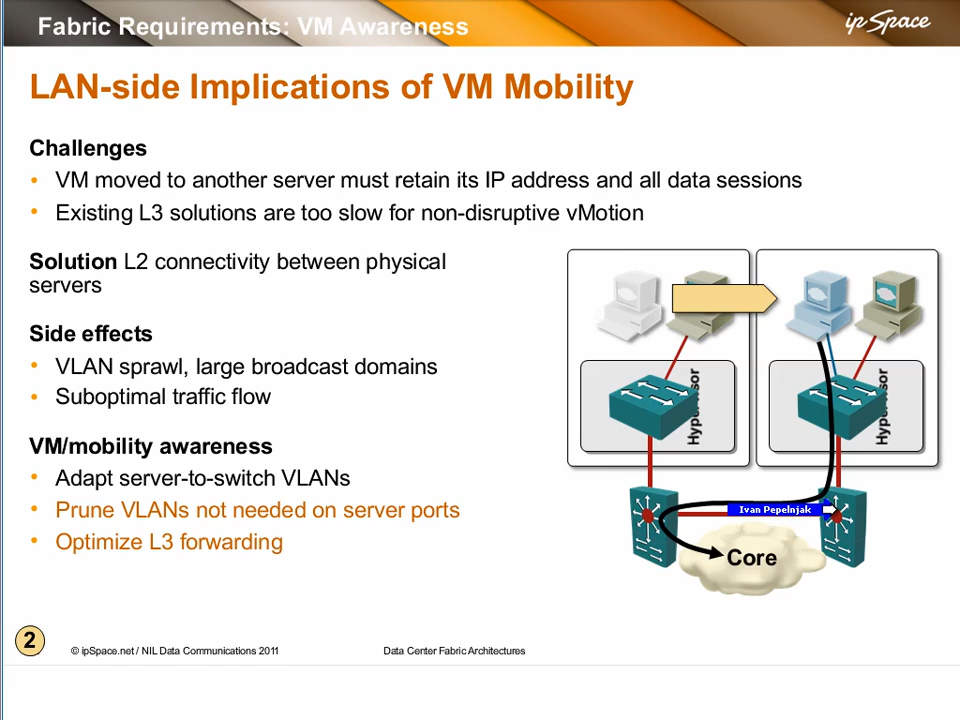 Fabric Requirements: VM Awareness
ipSpace
LAN-side Implications of VM Mobility
Challenges
• VM moved to another server must retain its IP address and all data sessions
• Existing L3 solutions are too slow for non-disruptive vMotion
Solution L2 connectivity between physical
servers
Side effects
• VLAN sprawl, large broadcast domains
• Suboptimal traffic flow
VM/mobility awareness
• Adapt server-to-switch VLANs
• Prune VLANs not needed on server ports
• Optimize L3 forwarding
Hypervisor
Hypervisor
Ivan Pepelnjak
Core
2
© ipSpace.net / NIL Data Communications 2011
Data Center Fabric Architectures